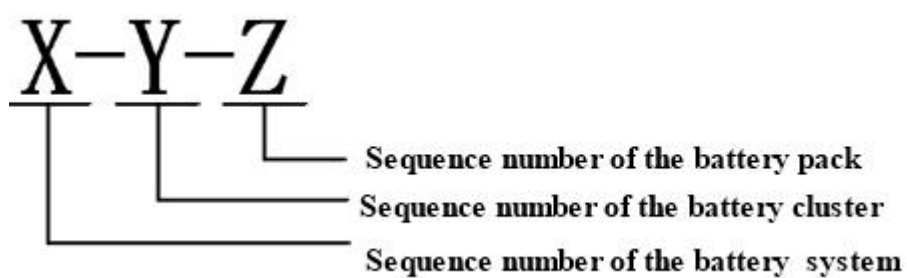 X-Y-Z
Sequence number of the battery pack
Sequence number of the battery cluster
Sequence number of the battery system